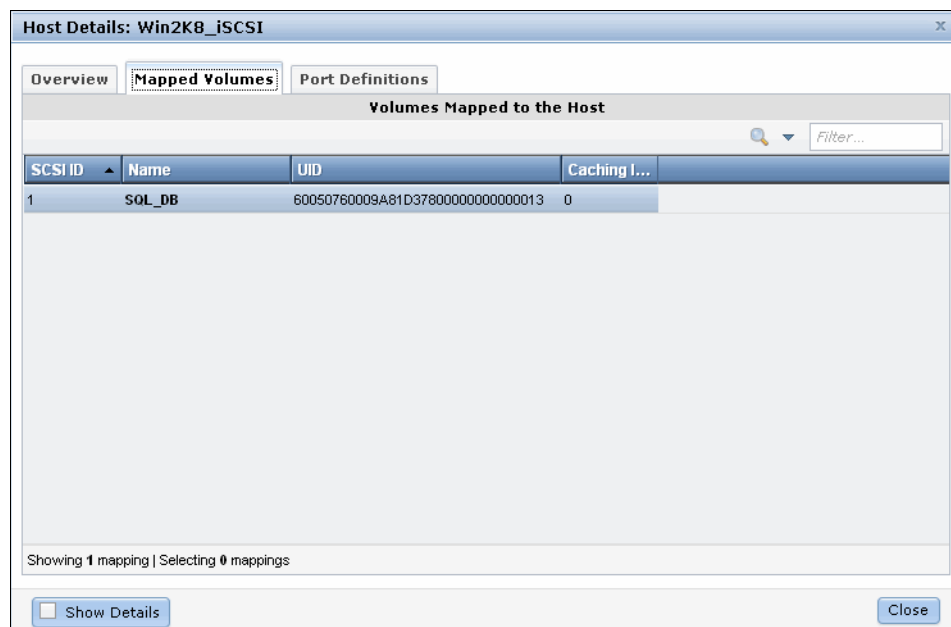 Host Details: Win2K8_iSCSI x
Overview Mapped Volumes Port Definitions
Volumes Mapped to the Host
Filter...
SCSI ID Name UID Caching I...
1 SQL_DB 60050760009A81D37800000000000013 0
Showing 1 mapping | Selecting 0 mappings
Show Details Close